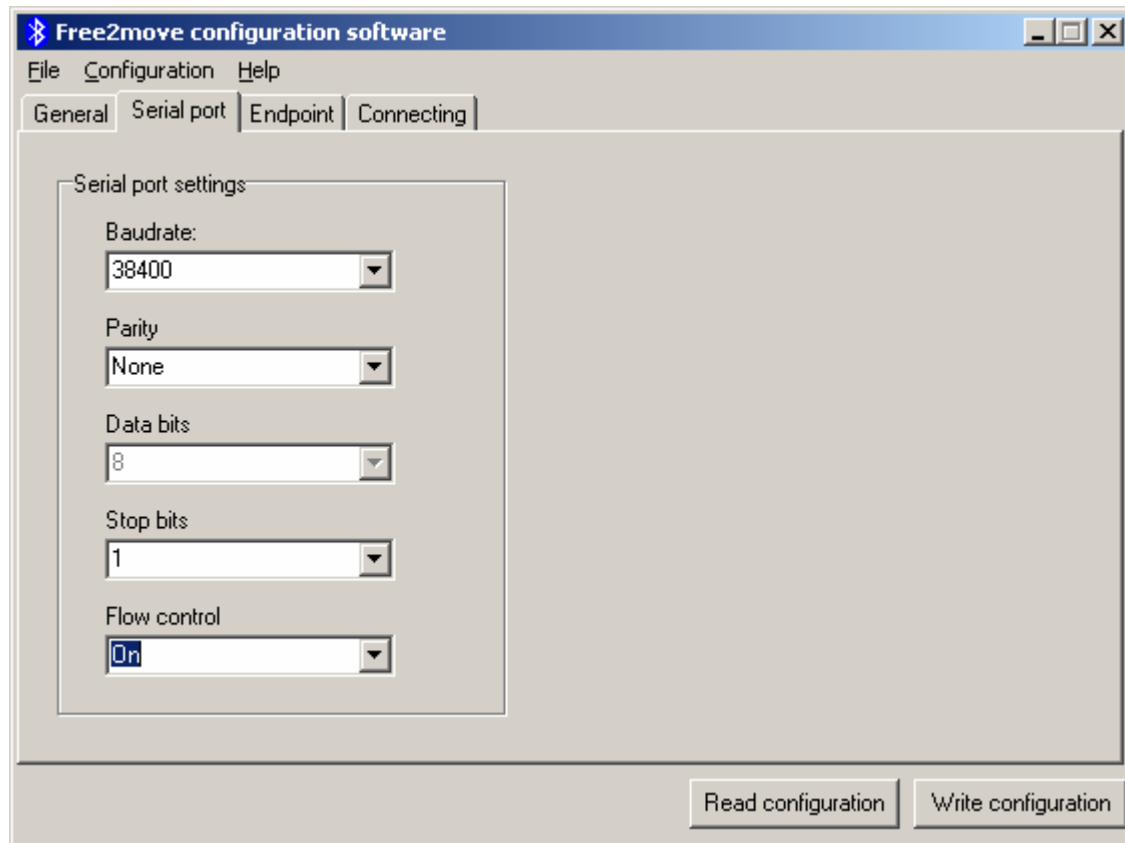 Free2move configuration software
File Configuration Help
General Serial port Endpoint Connecting
Serial port settings
Baudrate:
38400
Parity
None
Data bits
8
Stop bits
1
Flow control
On
Read configuration Write configuration